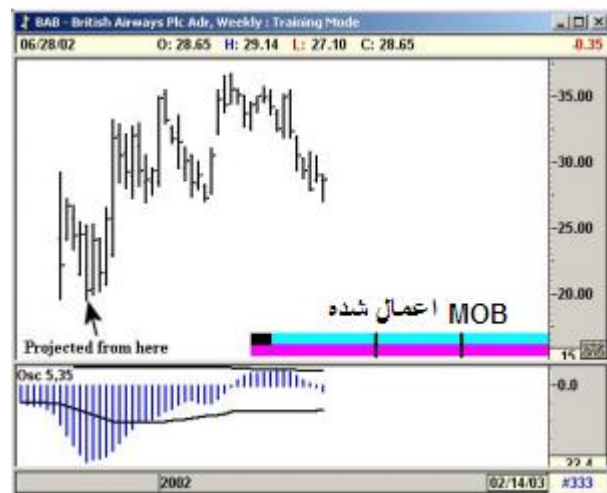 BAB - British Airways Plc Adr, Weekly : Training Mode
06/28/02 O: 28.65 H: 29.14 L: 27.10 C: 28.65 -0.35
35.00
30.00
25.00
20.00
MOB اعمال شده
Projected from here
15
Osc 5,35
0.0
22.4
2002 02/14/03 #333